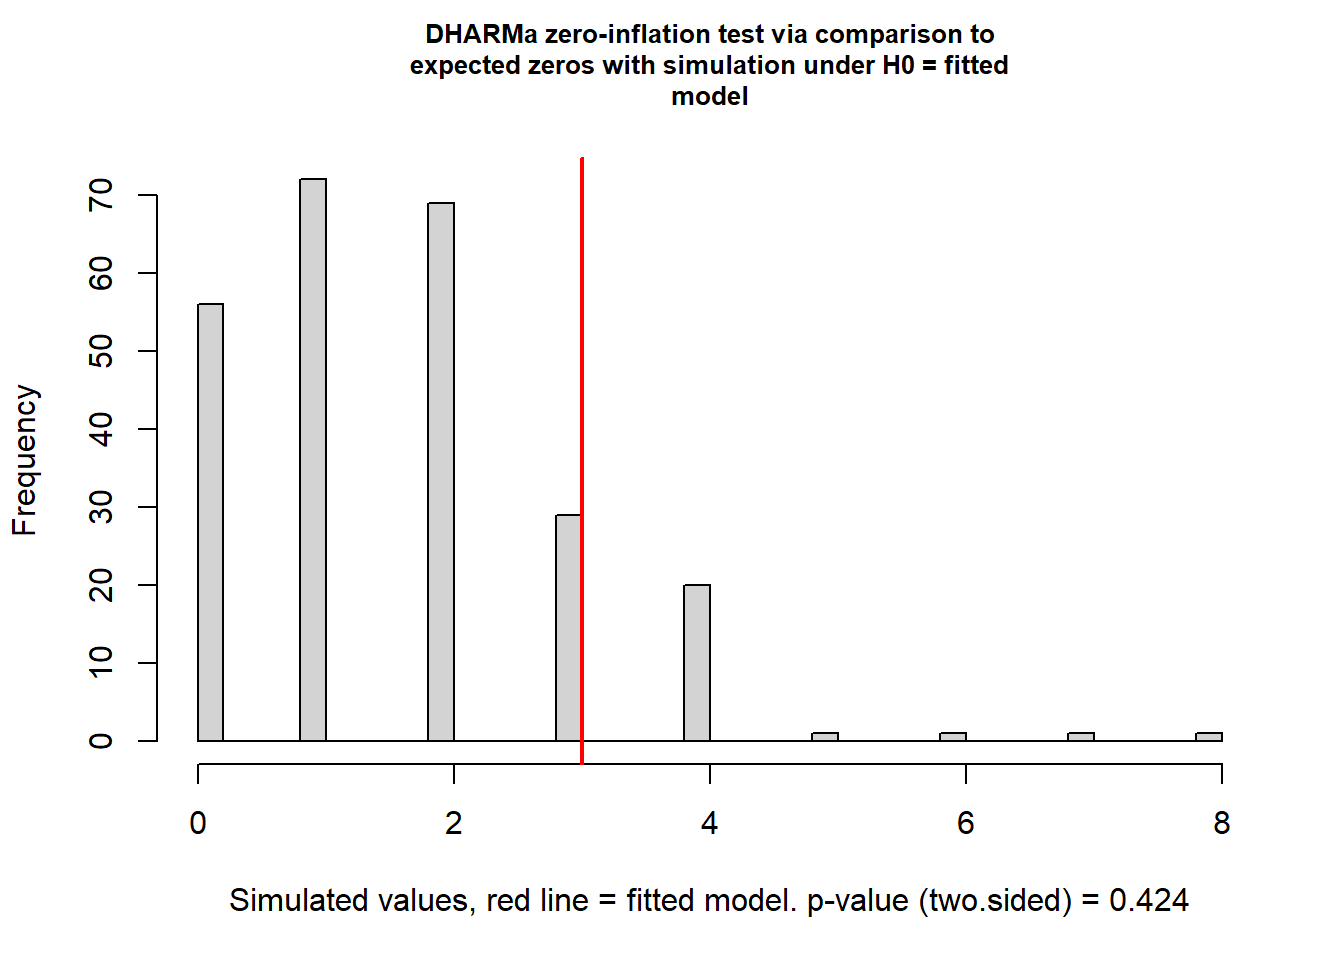 DHARMa zero-inflation test via comparison to
expected zeros with simulation under H0 = fitted
model
Frequency
70
60
50
40
30
20
10
0
0 2 4 6 8
Simulated values, red line = fitted model. p-value (two.sided) = 0.424